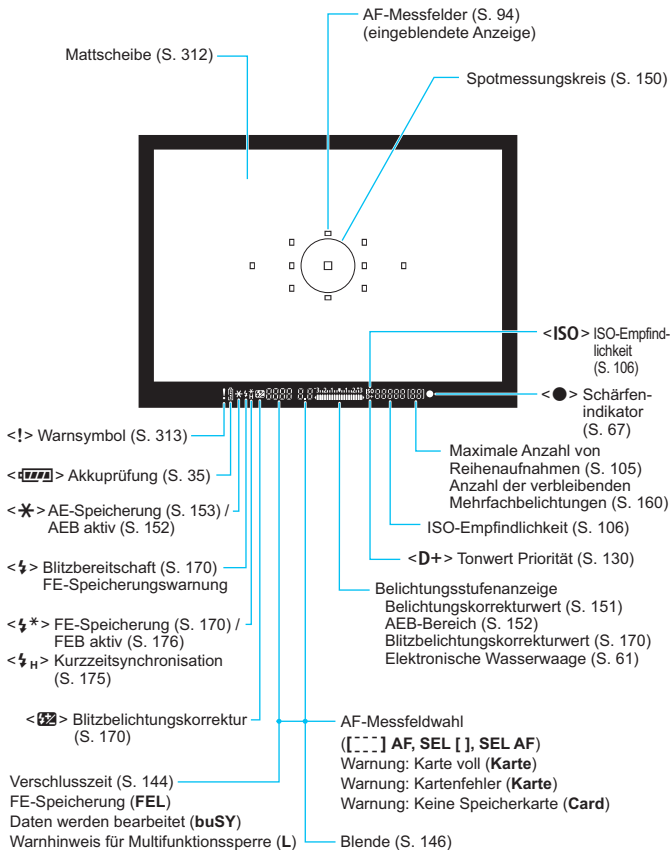 AF-Messfelder (S. 94)
(eingeblendete Anzeige)
Mattscheibe (S. 312)
Spotmessungskreis (S. 150)
<ISO> ISO-Empfind-
lichkeit
(S. 106)
<●> Schärfen-
indikator
(S. 67)
<!> Warnsymbol (S. 313)
Maximale Anzahl von
Reihenaufnahmen (S. 105)
Anzahl der verbleibenden
Mehrfachbelichtungen (S. 160)
< > Akkuprüfung (S. 35)
<✱> AE-Speicherung (S. 153) /
AEB aktiv (S. 152)
ISO-Empfindlichkeit (S. 106)
<D+> Tonwert Priorität (S. 130)
<⚡> Blitzbereitschaft (S. 170)
FE-Speicherungswarnung
Belichtungsstufenanzeige
Belichtungskorrekturwert (S. 151)
AEB-Bereich (S. 152)
Blitzbelichtungskorrekturwert (S. 170)
Elektronische Wasserwaage (S. 61)
<⚡*> FE-Speicherung (S. 170) /
FEB aktiv (S. 176)
<⚡H> Kurzzeitsynchronisation
(S. 175)
< > Blitzbelichtungskorrektur
(S. 170)
AF-Messfeldwahl
([ ] AF, SEL [ ], SEL AF)
Warnung: Karte voll (Karte)
Warnung: Kartenfehler (Karte)
Warnung: Keine Speicherkarte (Card)
Verschlusszeit (S. 144)
FE-Speicherung (FEL)
Daten werden bearbeitet (buSY)
Warnhinweis für Multifunktionssperre (L)
Blende (S. 146)